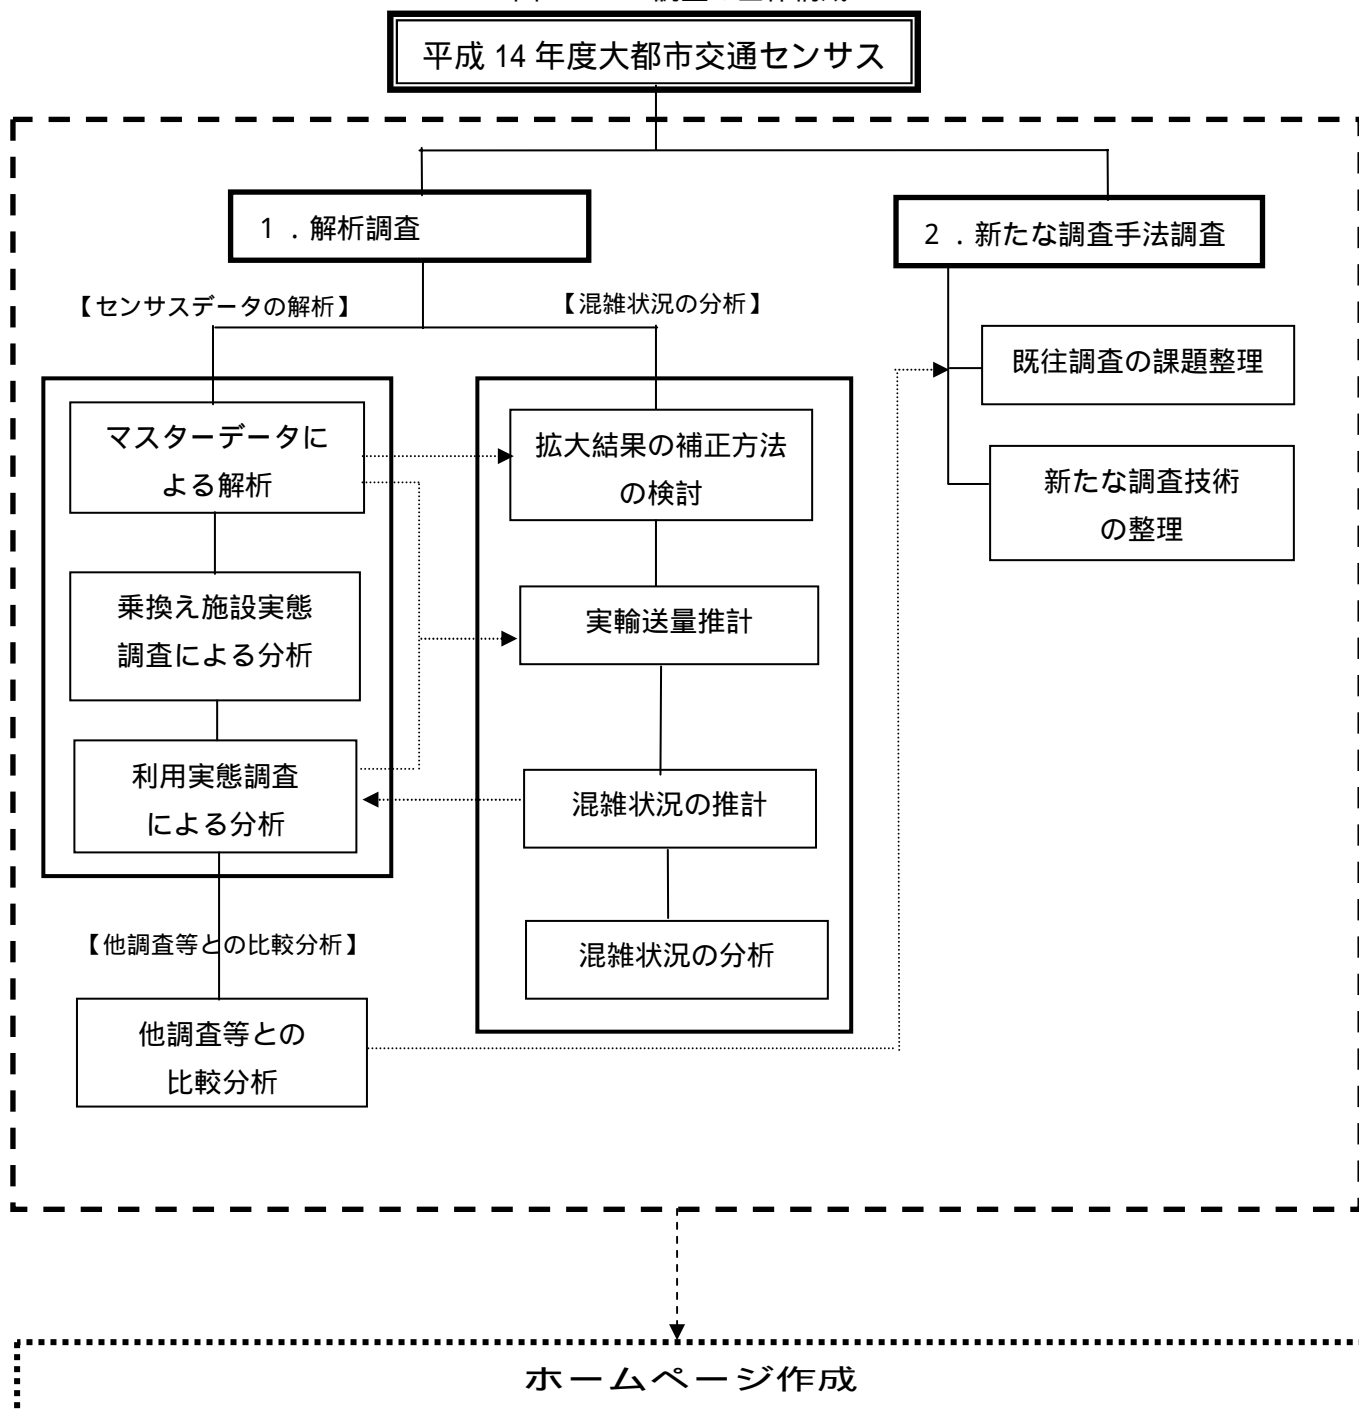 平成 14 年度大都市交通センサス
1 ．解析調査
2 ．新たな調査手法調査
【センサスデータの解析】
【混雑状況の分析】
マスターデータに
よる解析
乗換え施設実態
調査による分析
利用実態調査
による分析
【他調査等との比較分析】
他調査等との
比較分析
拡大結果の補正方法
の検討
実輸送量推計
混雑状況の推計
混雑状況の分析
既往調査の課題整理
新たな調査技術
の整理
ホームページ作成